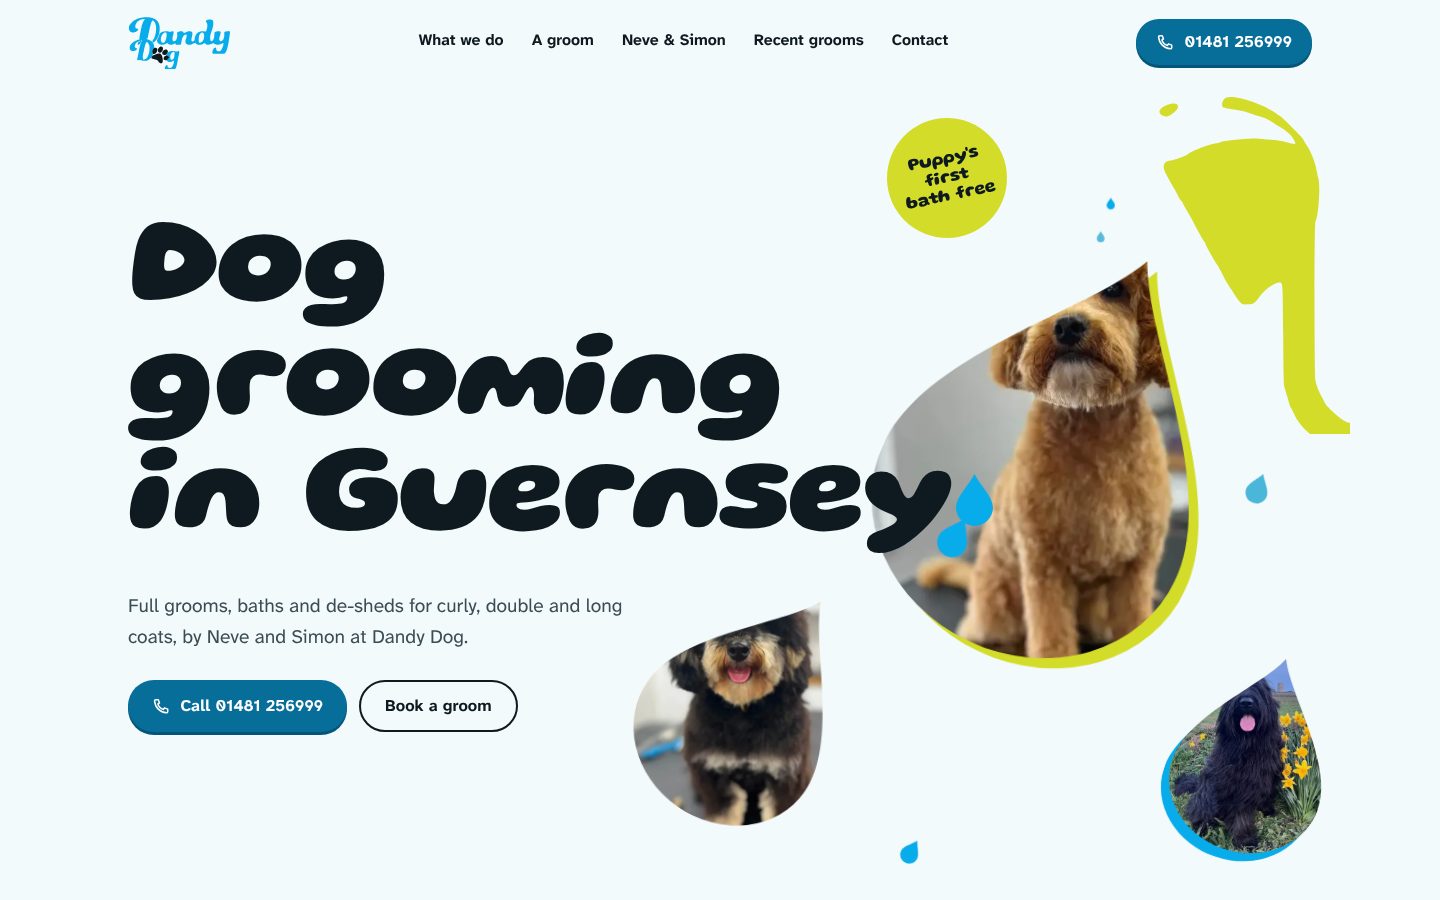 Dandy
Dog
What we do
A groom
Neve & Simon
Recent grooms
Contact
01481 256999
Puppy's
first
bath free
Dog
grooming
in Guernsey
Full grooms, baths and de-sheds for curly, double and long
coats, by Neve and Simon at Dandy Dog.
Call 01481 256999
Book a groom